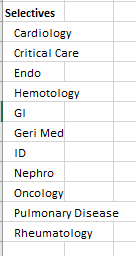 Selectives
Cardiology
Critical Care
Endo
Hemotology
GI
Geri Med
ID
Nephro
Oncology
Pulmonary Disease
Rheumatology